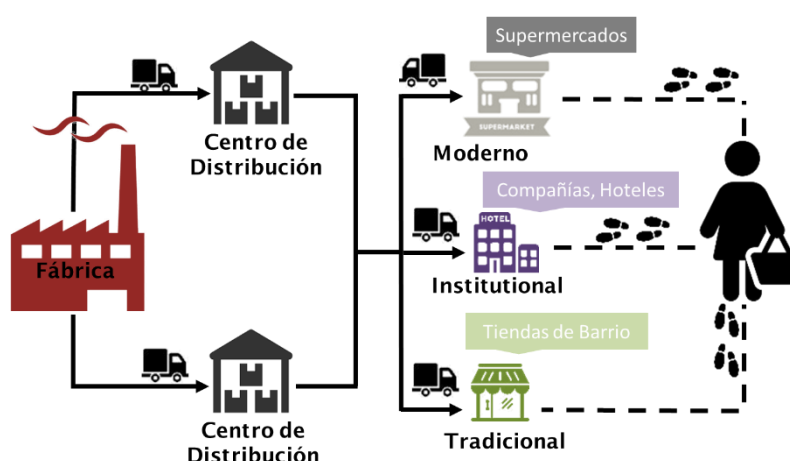 Supermercados
SUPERMARKET
Centro de
Distribución
Moderno
Compañías, Hoteles
HOTEL
Fábrica
Institutional
Tiendas de Barrio
Centro de
Distribución
Tradicional